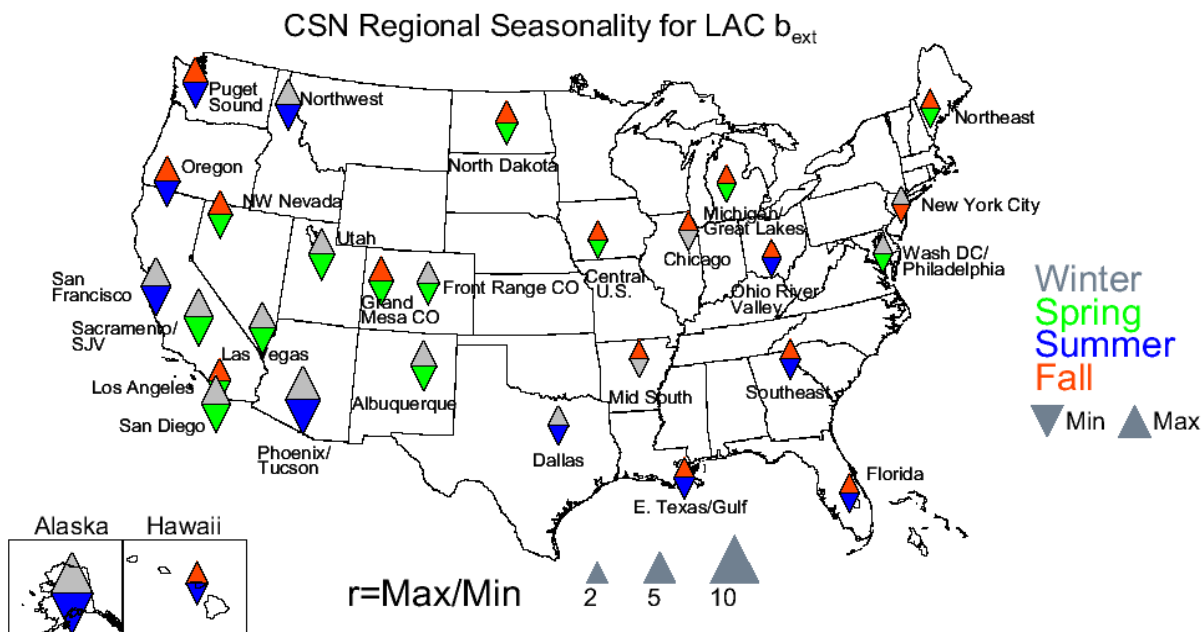 CSN Regional Seasonality for LAC bext
Puget
Sound
Northwest
North Dakota
Northeast
Oregon
NW Nevada
Michigan/
Great Lakes
New York City
Utah
Chicago
Wash DC/
Philadelphia
San
Francisco
Central
U.S.
Front Range CO
Grand
Mesa CO
Ohio River
Valley
Sacramento/
SJV
Las Vegas
Los Angeles
San Diego
Albuquerque
Mid South
Southeast
Phoenix/
Tucson
Dallas
E. Texas/Gulf
Florida
Winter
Spring
Summer
Fall
Min Max
Alaska
Hawaii
r=Max/Min
2 5 10